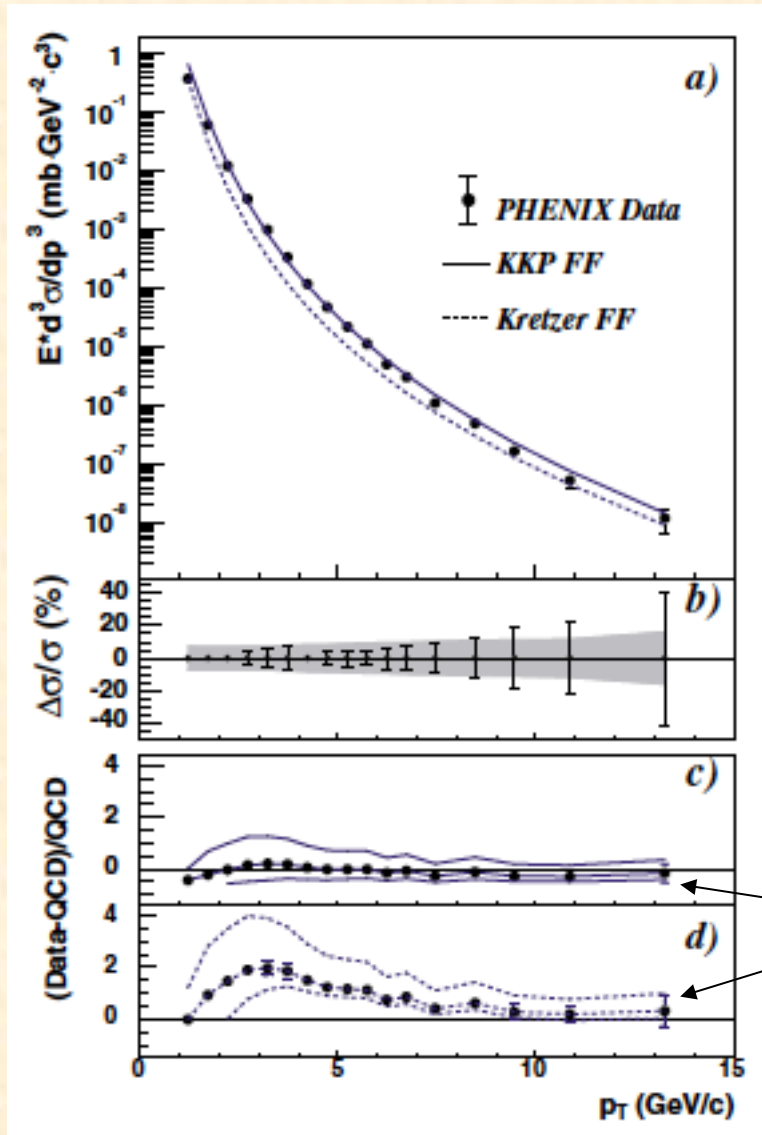 a)
E*d³σ/dp³ (mb·GeV⁻²·c³)
1
10⁻¹
10⁻²
10⁻³
10⁻⁴
10⁻⁵
10⁻⁶
10⁻⁷
10⁻⁸
PHENIX Data
KKP FF
Kretzer FF
b)
Δσ/σ (%)
40
20
0
-20
-40
c)
(Data-QCD)/QCD
4
2
0
d)
4
2
0
0 5 10 15
p_T (GeV/c)